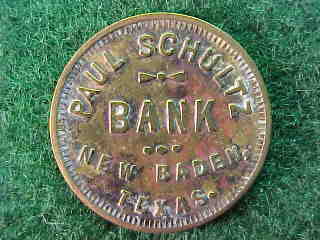 PAUL SCHULTZ
BANK
NEW BADEN,
TEXAS.